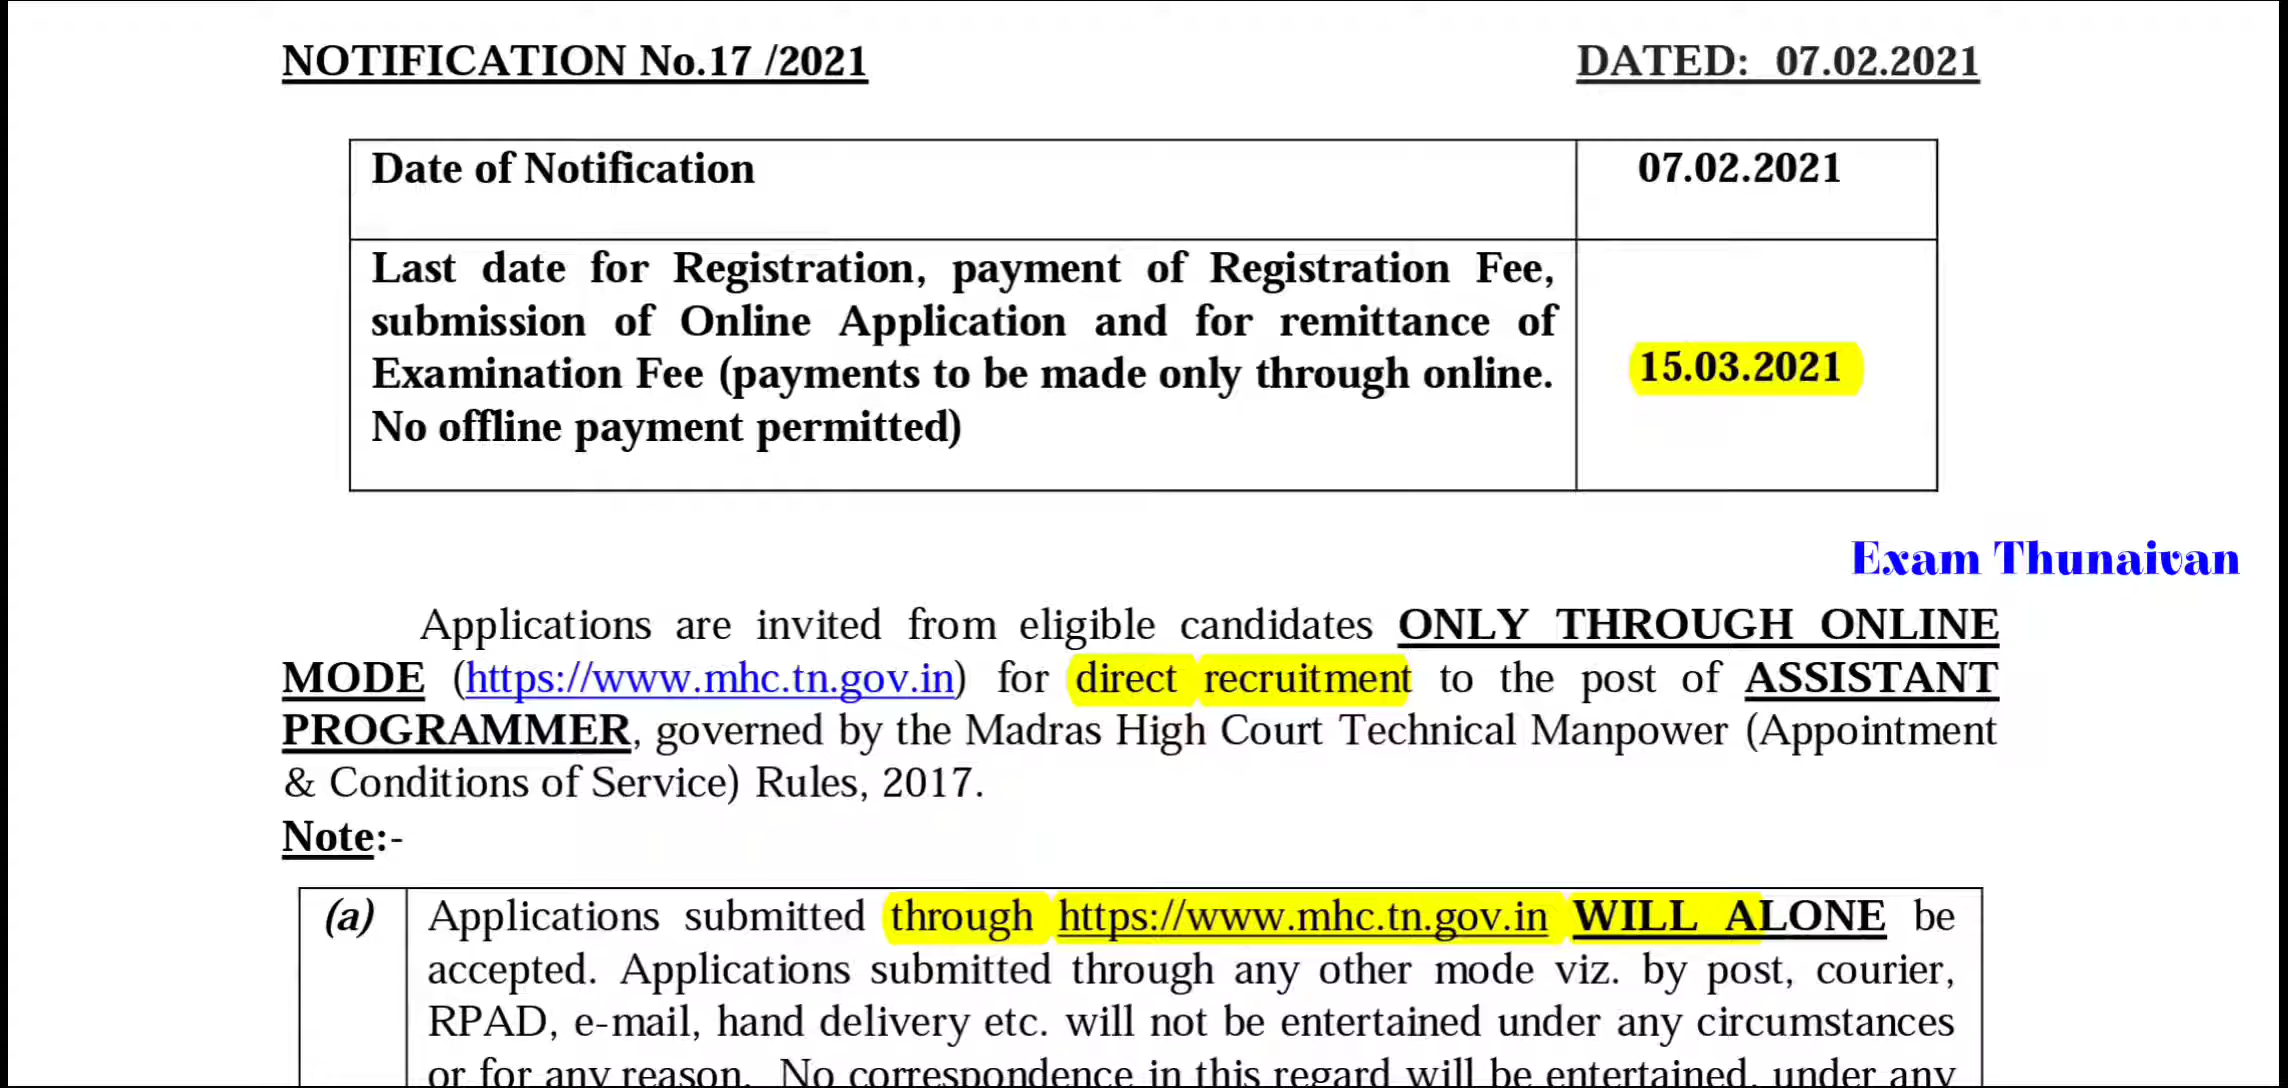 NOTIFICATION No.17 /2021 DATED: 07.02.2021
Date of Notification 07.02.2021
Last date for Registration, payment of Registration Fee,
submission of Online Application and for remittance of
Examination Fee (payments to be made only through online.
No offline payment permitted)
15.03.2021
Exam Thunaivan
Applications are invited from eligible candidates ONLY THROUGH ONLINE
MODE (https://www.mhc.tn.gov.in) for direct recruitment to the post of ASSISTANT
PROGRAMMER, governed by the Madras High Court Technical Manpower (Appointment
& Conditions of Service) Rules, 2017.
Note:-
(a) Applications submitted through https://www.mhc.tn.gov.in WILL ALONE be
accepted. Applications submitted through any other mode viz. by post, courier,
RPAD, e-mail, hand delivery etc. will not be entertained under any circumstances
or for any reason. No correspondence in this regard will be entertained, under any